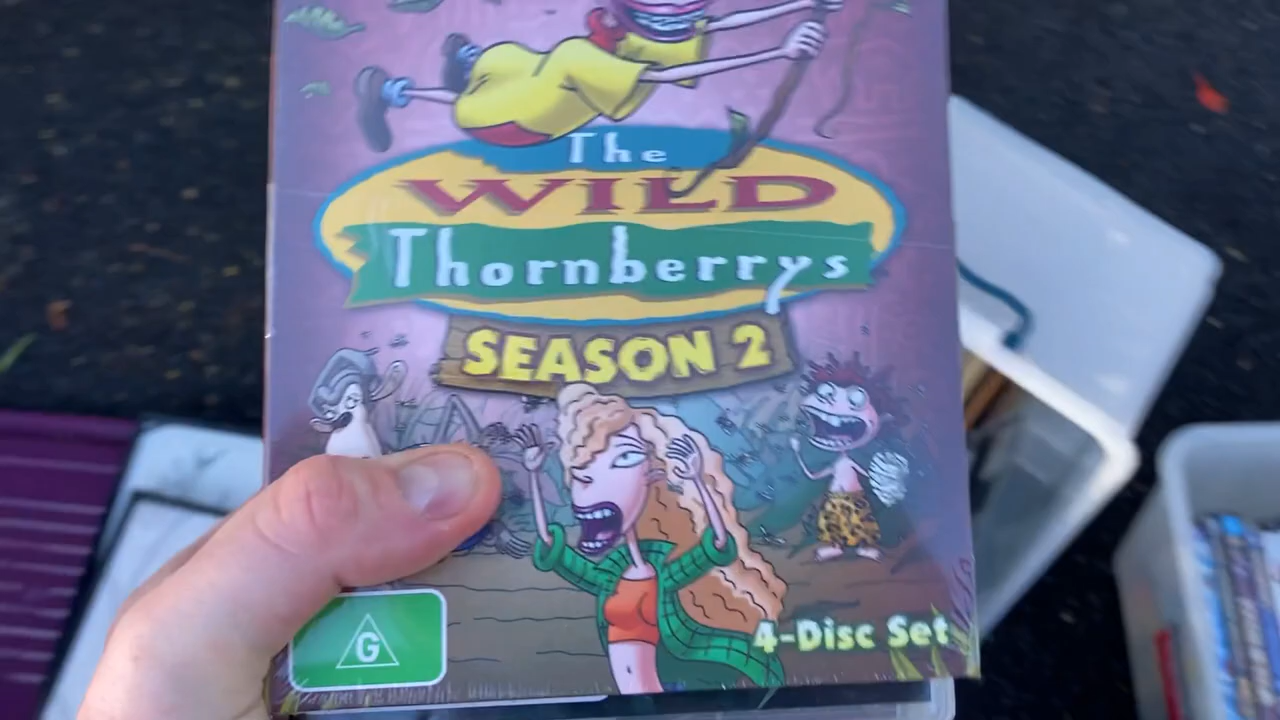 The
WILD
Thornberrys
SEASON 2
4-Disc Set
G